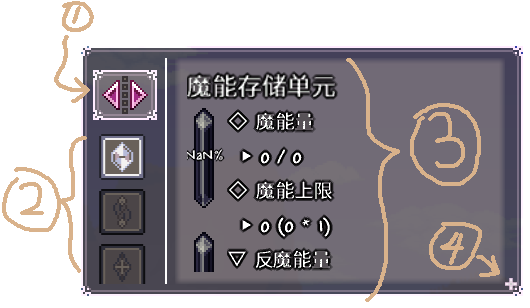 ①
②
③
④
魔能存储单元
◇ 魔能量
NaN%
▶ 0 / 0
◇ 魔能上限
▶ 0 (0 * 1)
▽ 反魔能量